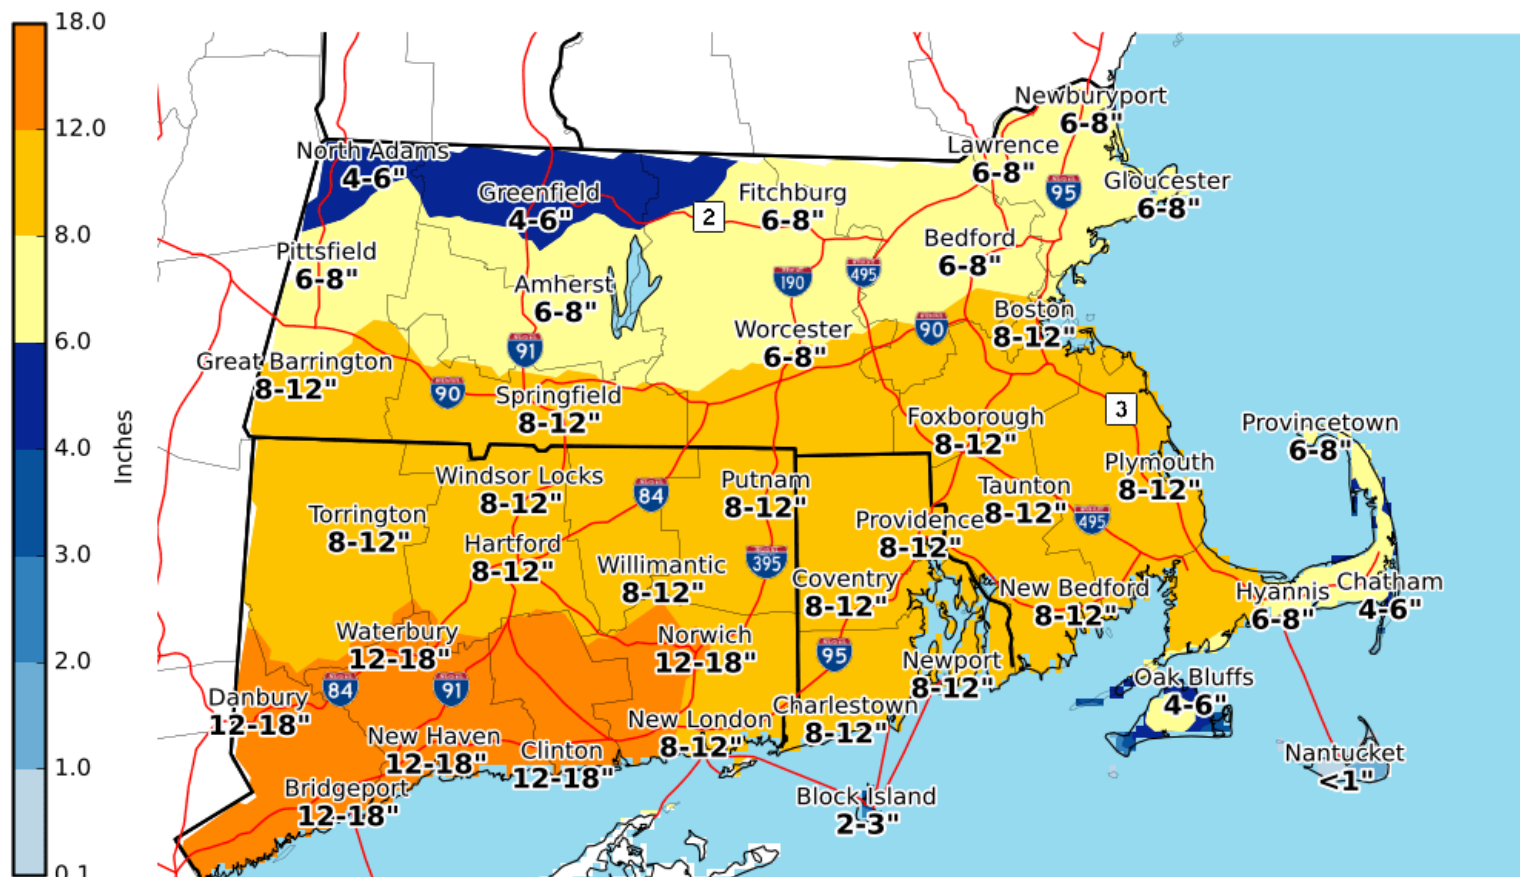 18.0
12.0
8.0
6.0
4.0
3.0
2.0
1.0
0.1
Inches
Newburyport
6-8"
North Adams
4-6"
Lawrence
6-8"
95
Gloucester
6-8"
Greenfield
4-6"
Fitchburg
6-8"
2
Pittsfield
6-8"
Bedford
6-8"
190
495
Amherst
6-8"
Boston
8-12"
Worcester
6-8"
90
91
Great Barrington
8-12"
90
Springfield
8-12"
3
Foxborough
8-12"
Provincetown
6-8"
Windsor Locks
8-12"
84
Putnam
8-12"
Plymouth
8-12"
Taunton
8-12"
495
Torrington
8-12"
Providence
8-12"
Hartford
8-12"
Willimantic
8-12"
395
Coventry
8-12"
New Bedford
8-12"
Hyannis
6-8"
Chatham
4-6"
Waterbury
12-18"
Norwich
12-18"
95
Newport
8-12"
Oak Bluffs
4-6"
84
91
Danbury
12-18"
Charlestown
8-12"
New London
8-12"
New Haven
12-18"
Clinton
12-18"
Nantucket
<1"
Bridgeport
12-18"
Block Island
2-3"